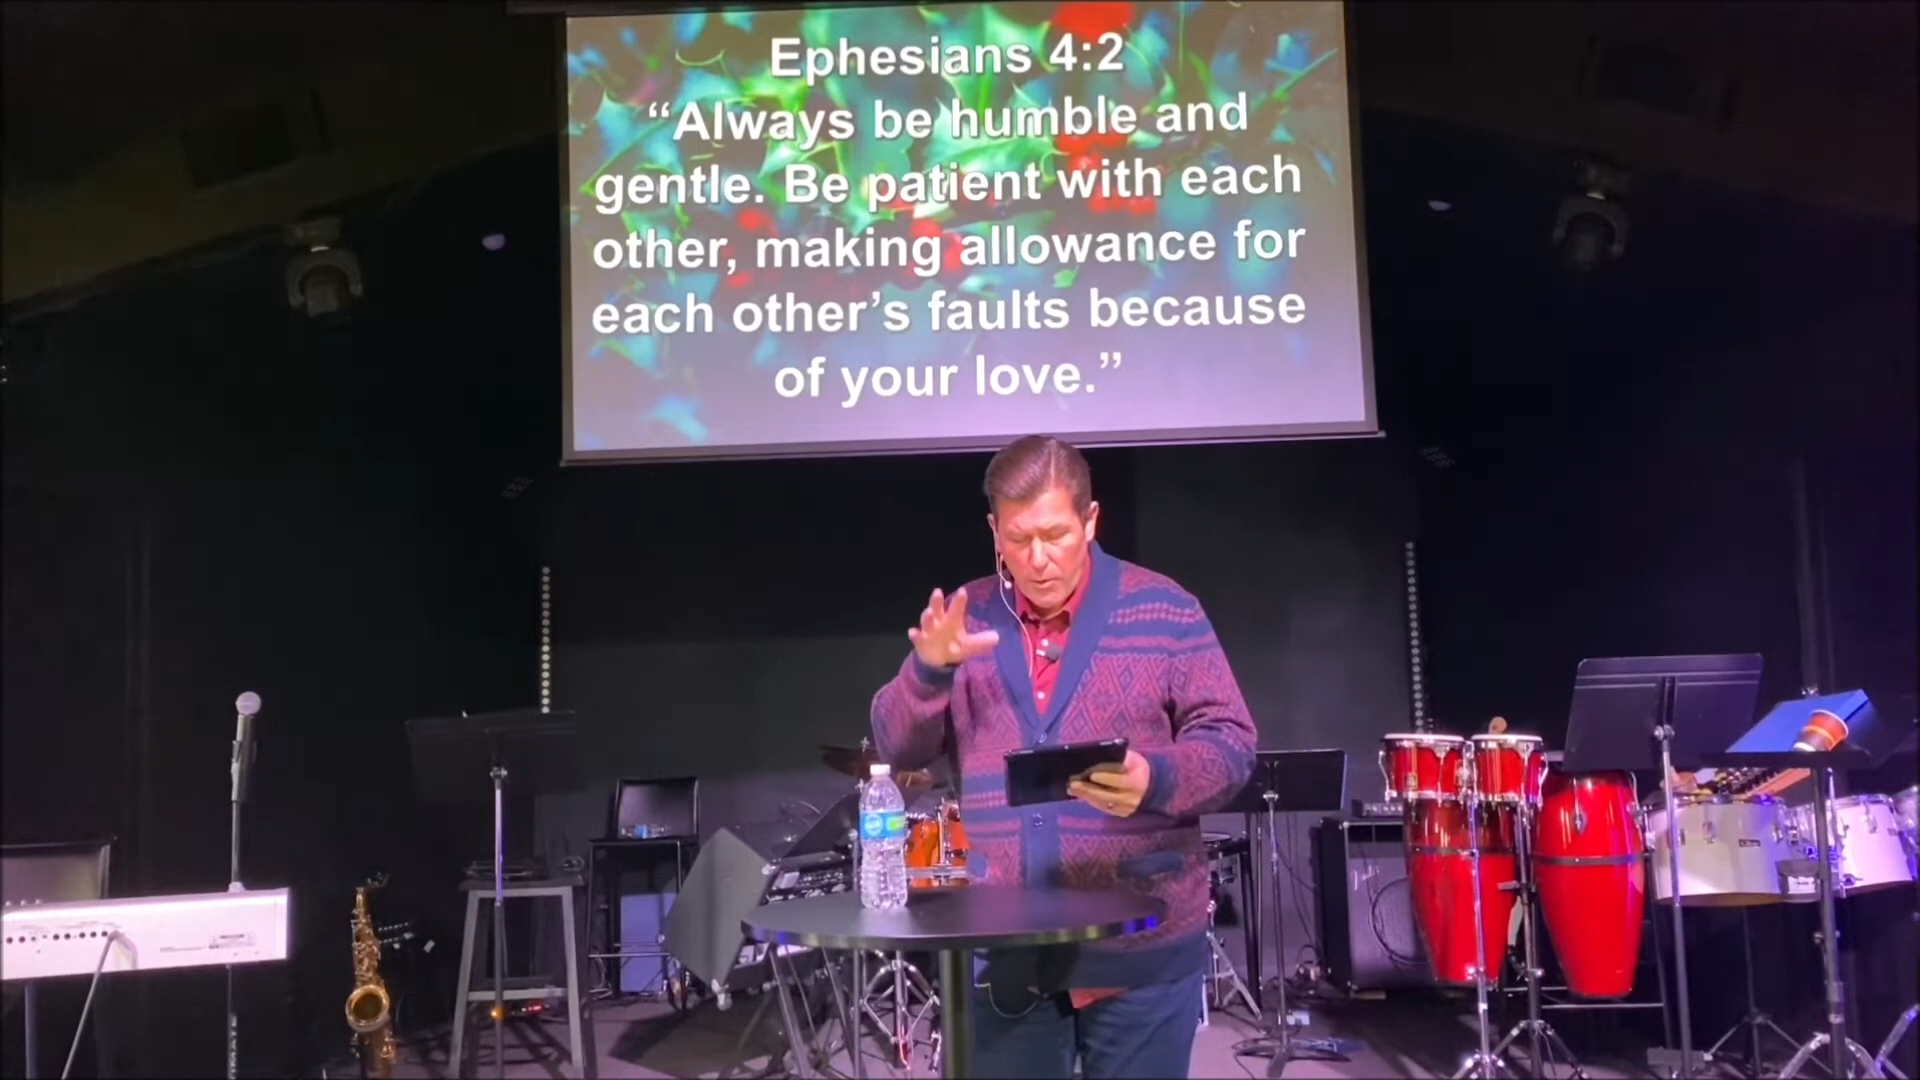 Ephesians 4:2
“Always be humble and
gentle. Be patient with each
other, making allowance for
each other’s faults because
of your love.”